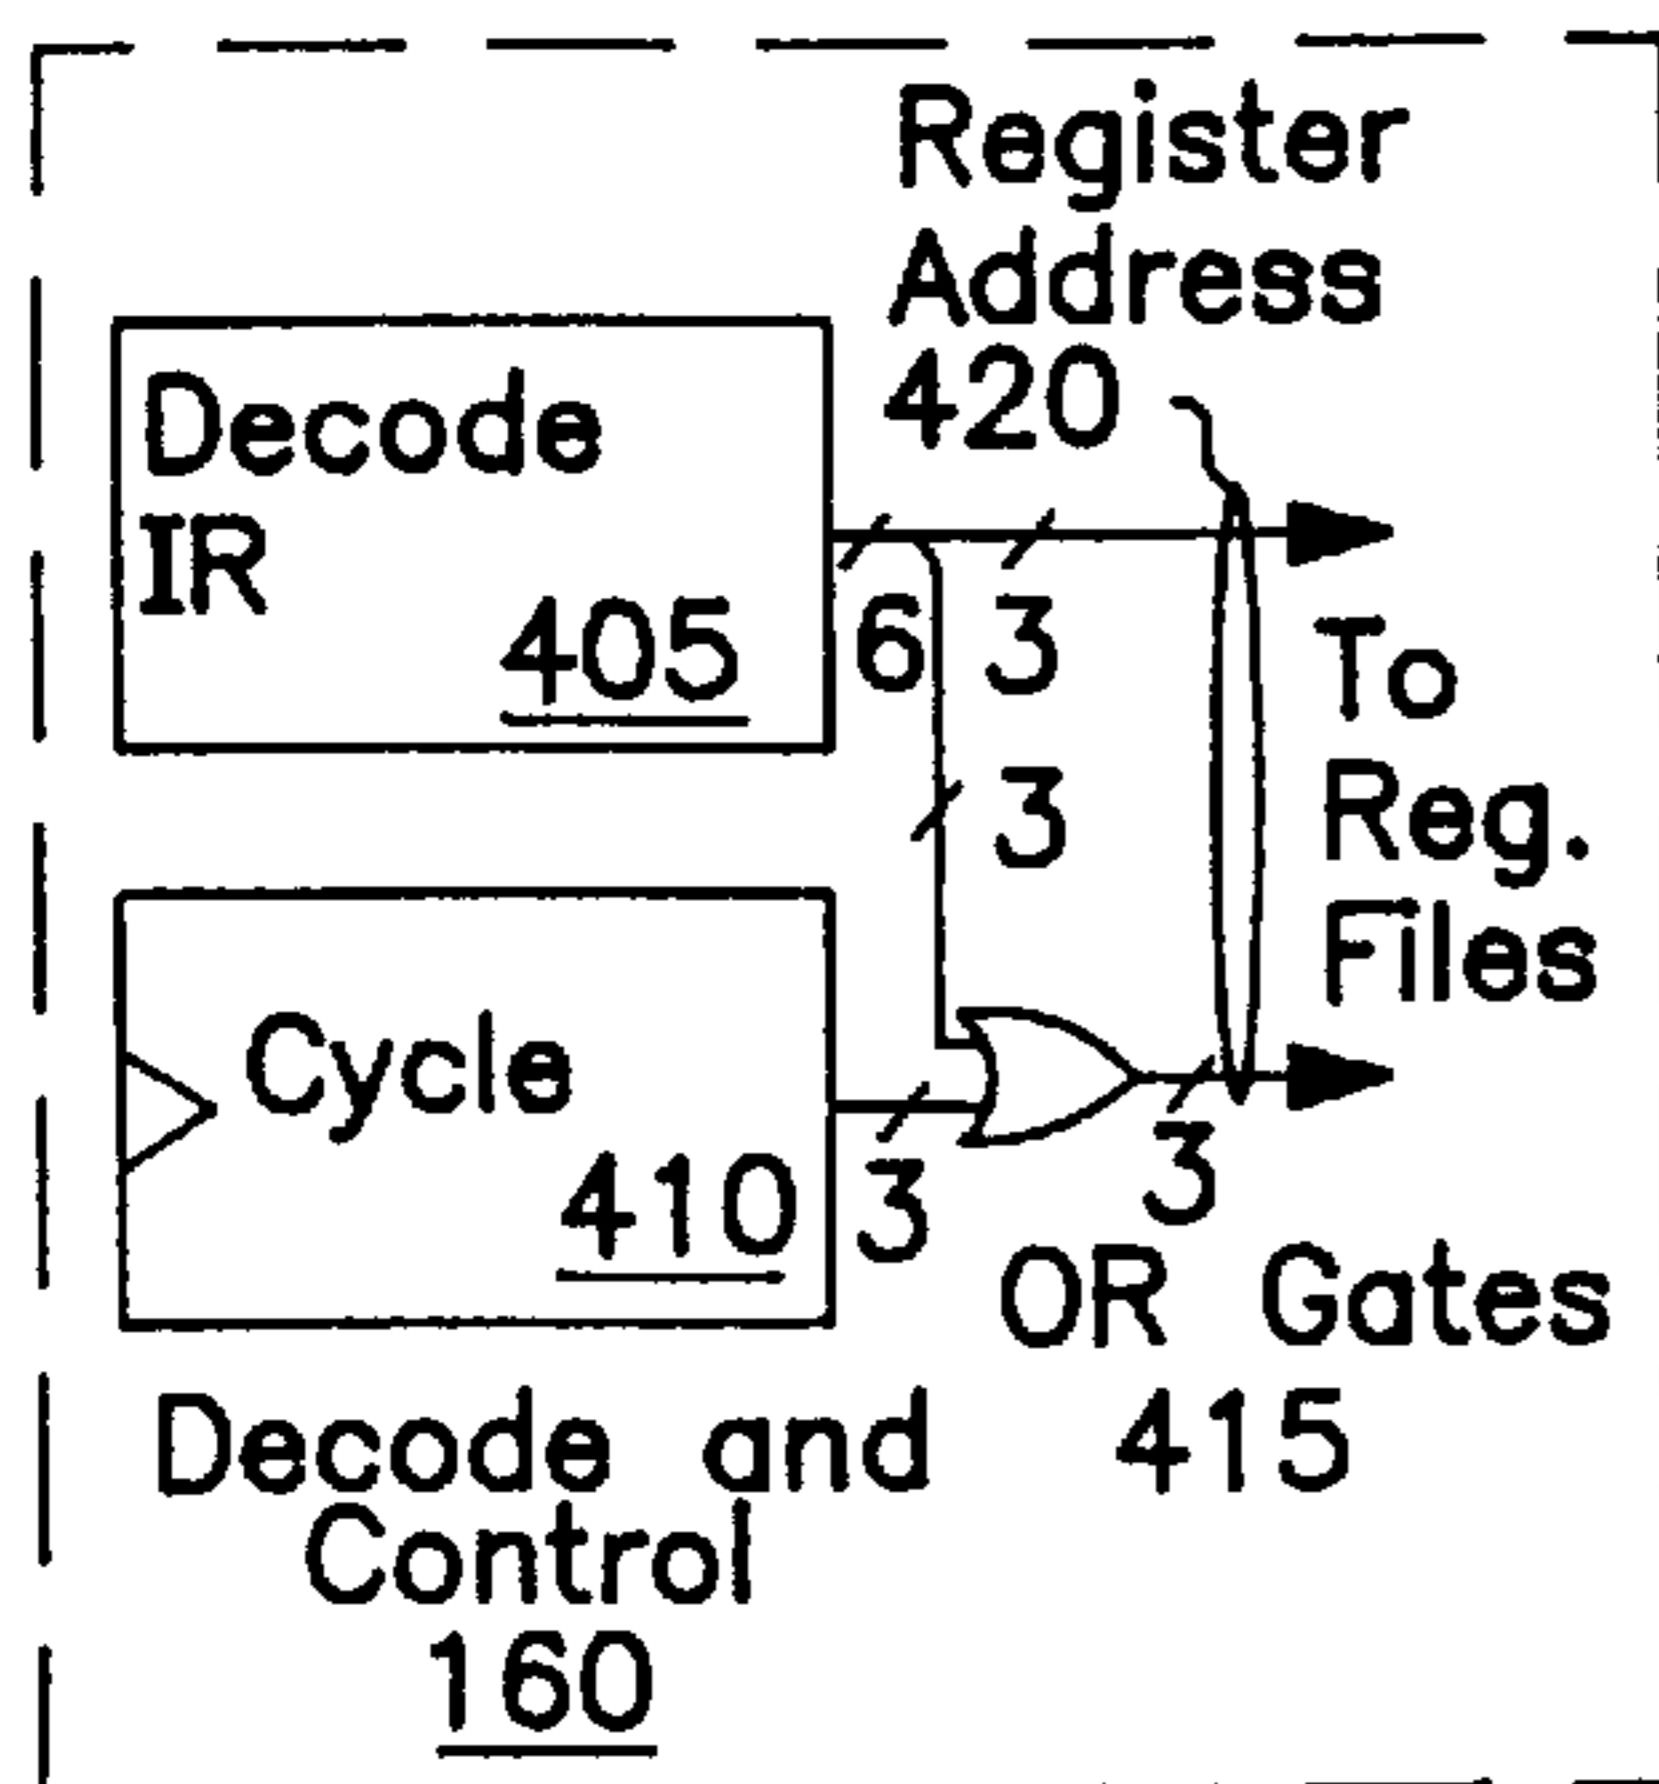 Register
Address
420
Decode
IR
405
6 3
3
To
Reg.
Files
Cycle
410
3
3
OR Gates
415
Decode and
Control
160